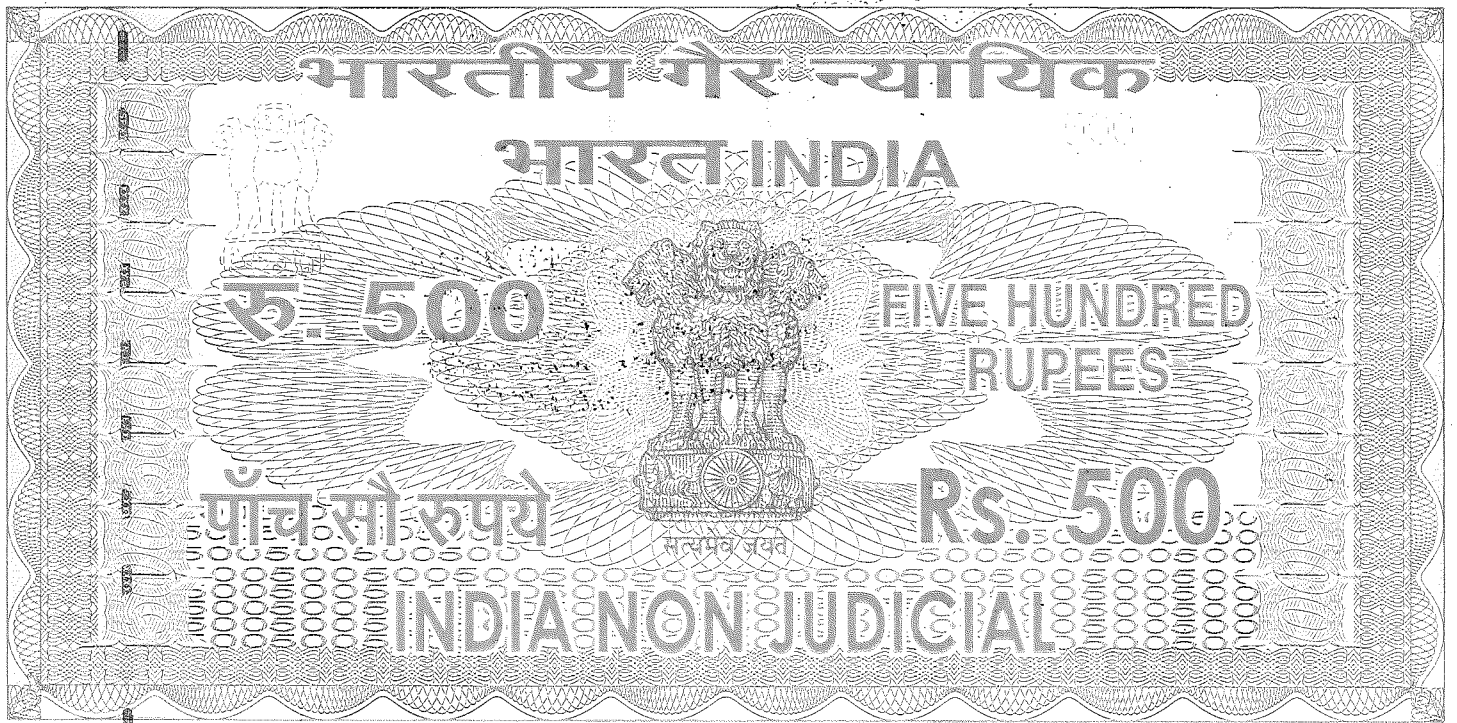 भारतीय गैर न्यायिक
भारत INDIA
रु. 500
FIVE HUNDRED
RUPEES
पाँच सौ रुपये
Rs. 500
सत्यमेव जयते
INDIA NON JUDICIAL